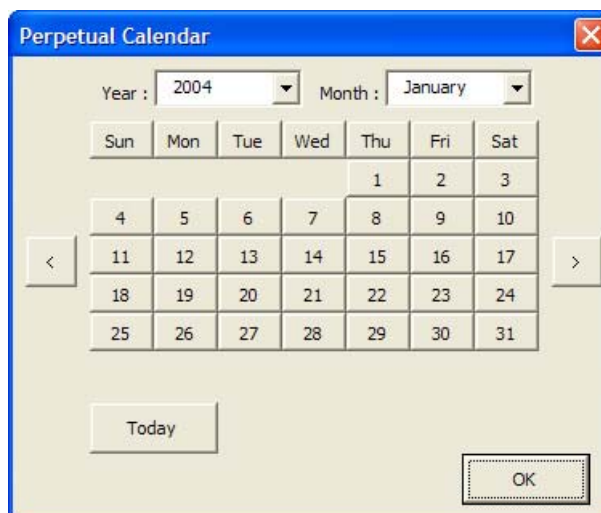 Perpetual Calendar
Year : 2004 Month : January
Sun Mon Tue Wed Thu Fri Sat
1 2 3
4 5 6 7 8 9 10
< 11 12 13 14 15 16 17 >
18 19 20 21 22 23 24
25 26 27 28 29 30 31
Today
OK